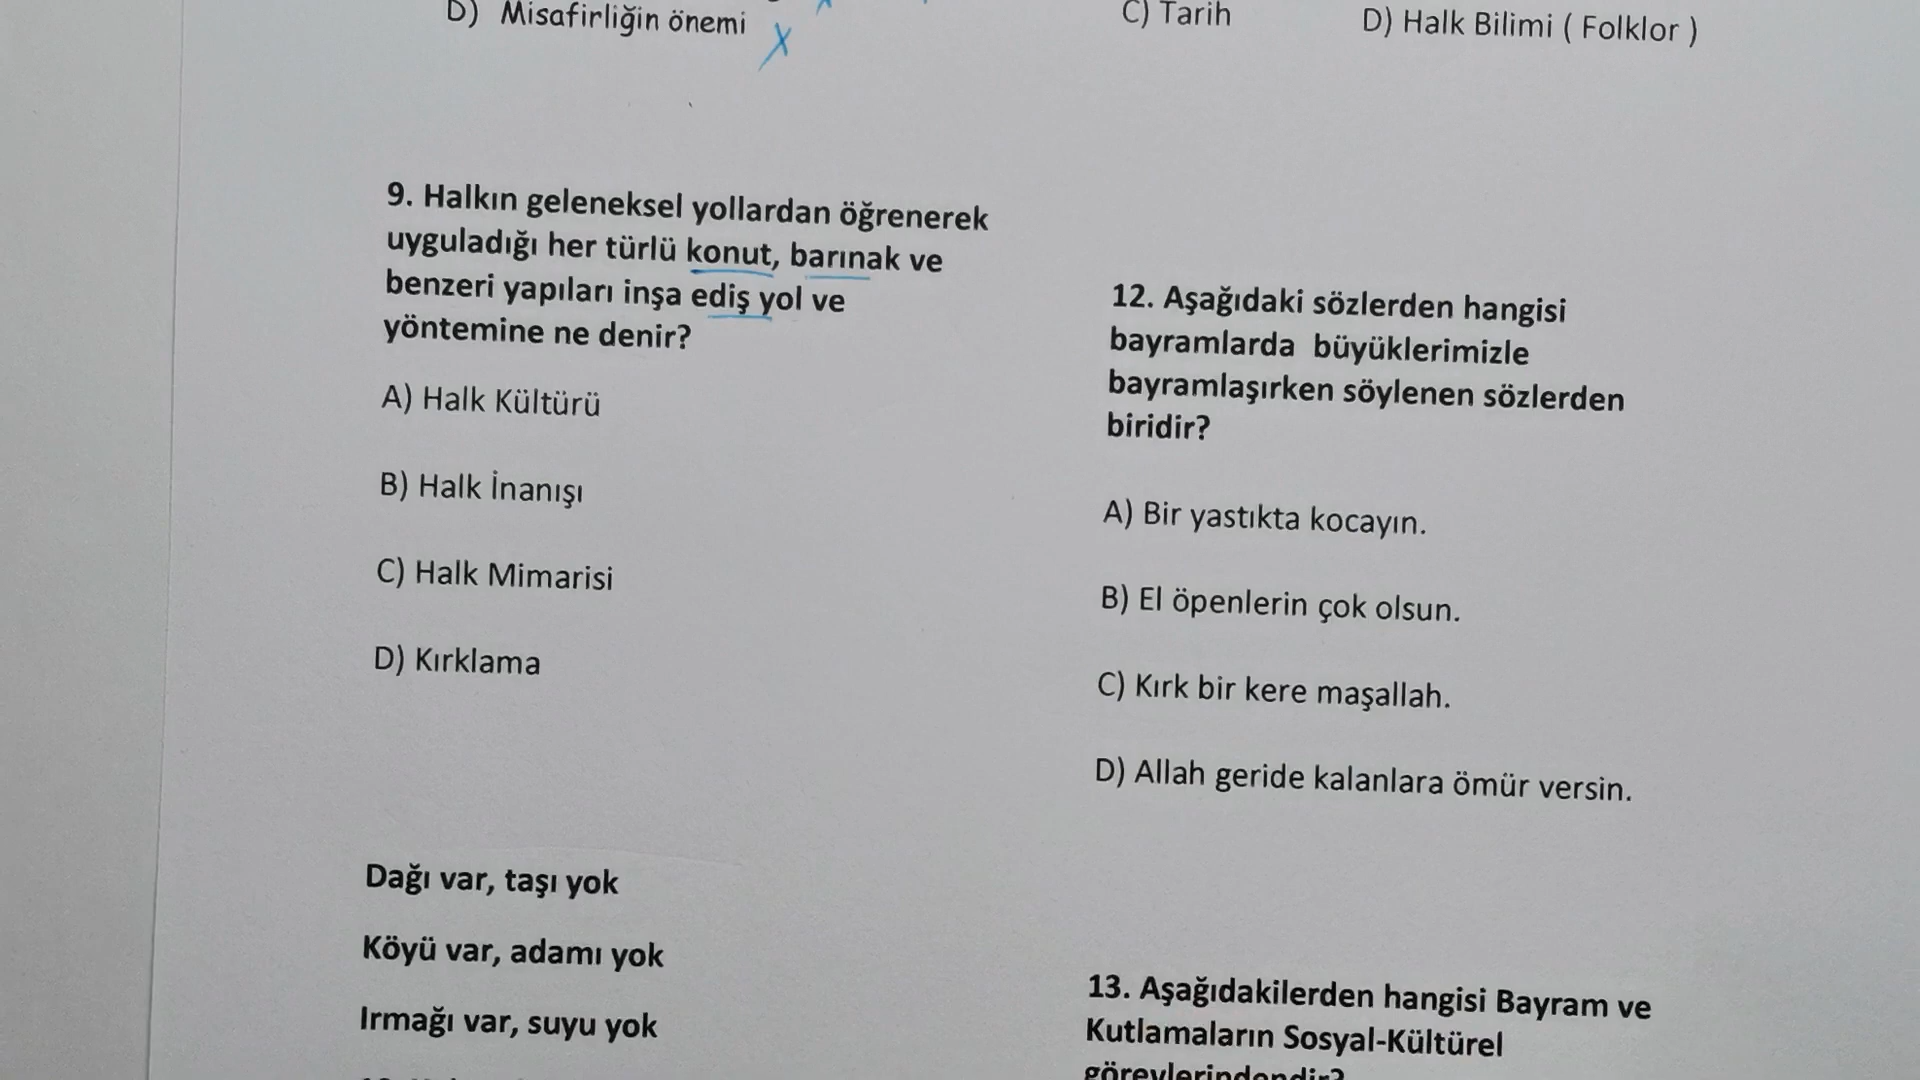 D) Misafirliğin önemi
9. Halkın geleneksel yollardan öğrenerek
uyguladığı her türlü konut, barınak ve
benzeri yapıları inşa ediş yol ve
yöntemine ne denir?
A) Halk Kültürü
B) Halk İnanışı
C) Halk Mimarisi
D) Kırklama
Dağı var, taşı yok
Köyü var, adamı yok
Irmağı var, suyu yok
C) Tarih D) Halk Bilimi ( Folklor )
12. Aşağıdaki sözlerden hangisi
bayramlarda büyüklerimizle
bayramlaşırken söylenen sözlerden
biridir?
A) Bir yastıkta kocayın.
B) El öpenlerin çok olsun.
C) Kırk bir kere maşallah.
D) Allah geride kalanlara ömür versin.
13. Aşağıdakilerden hangisi Bayram ve
Kutlamaların Sosyal-Kültürel
görevlerindendir?